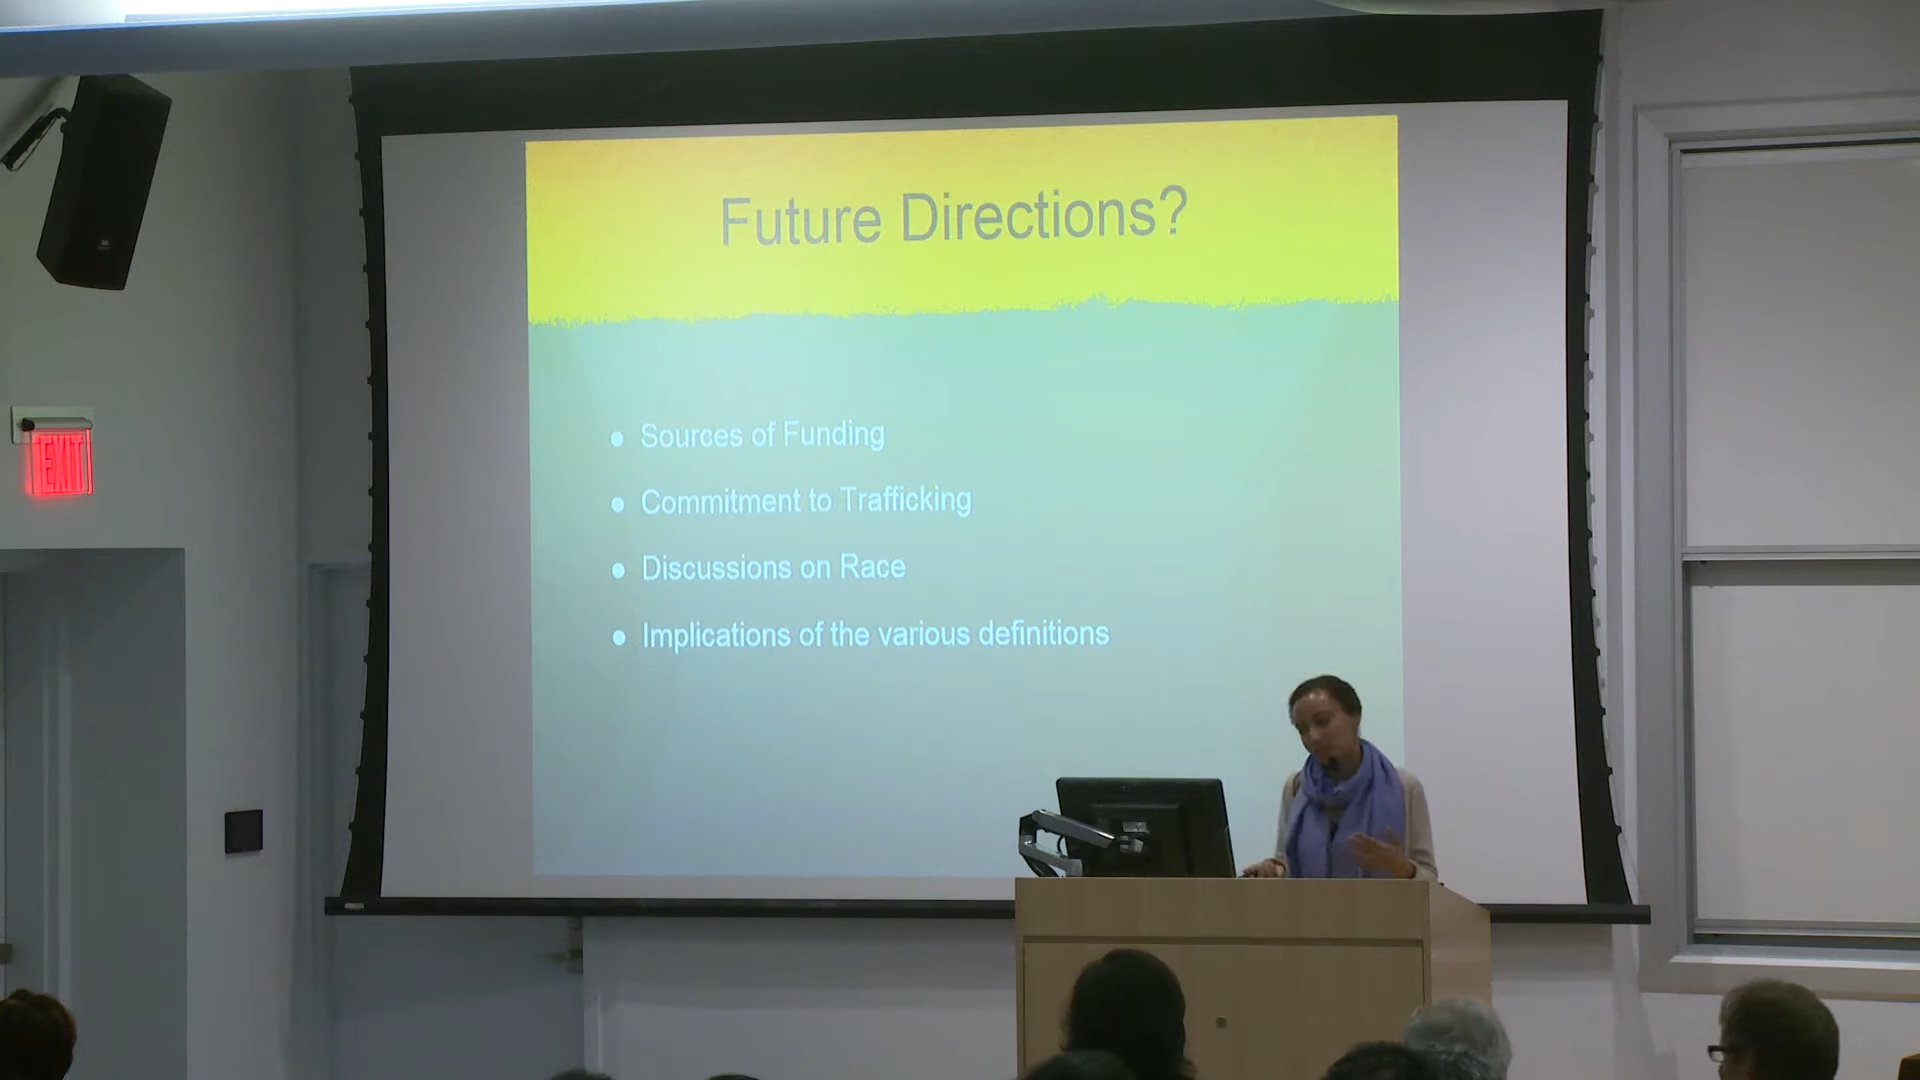 Future Directions?
EXIT
Sources of Funding
Commitment to Trafficking
Discussions on Race
Implications of the various definitions